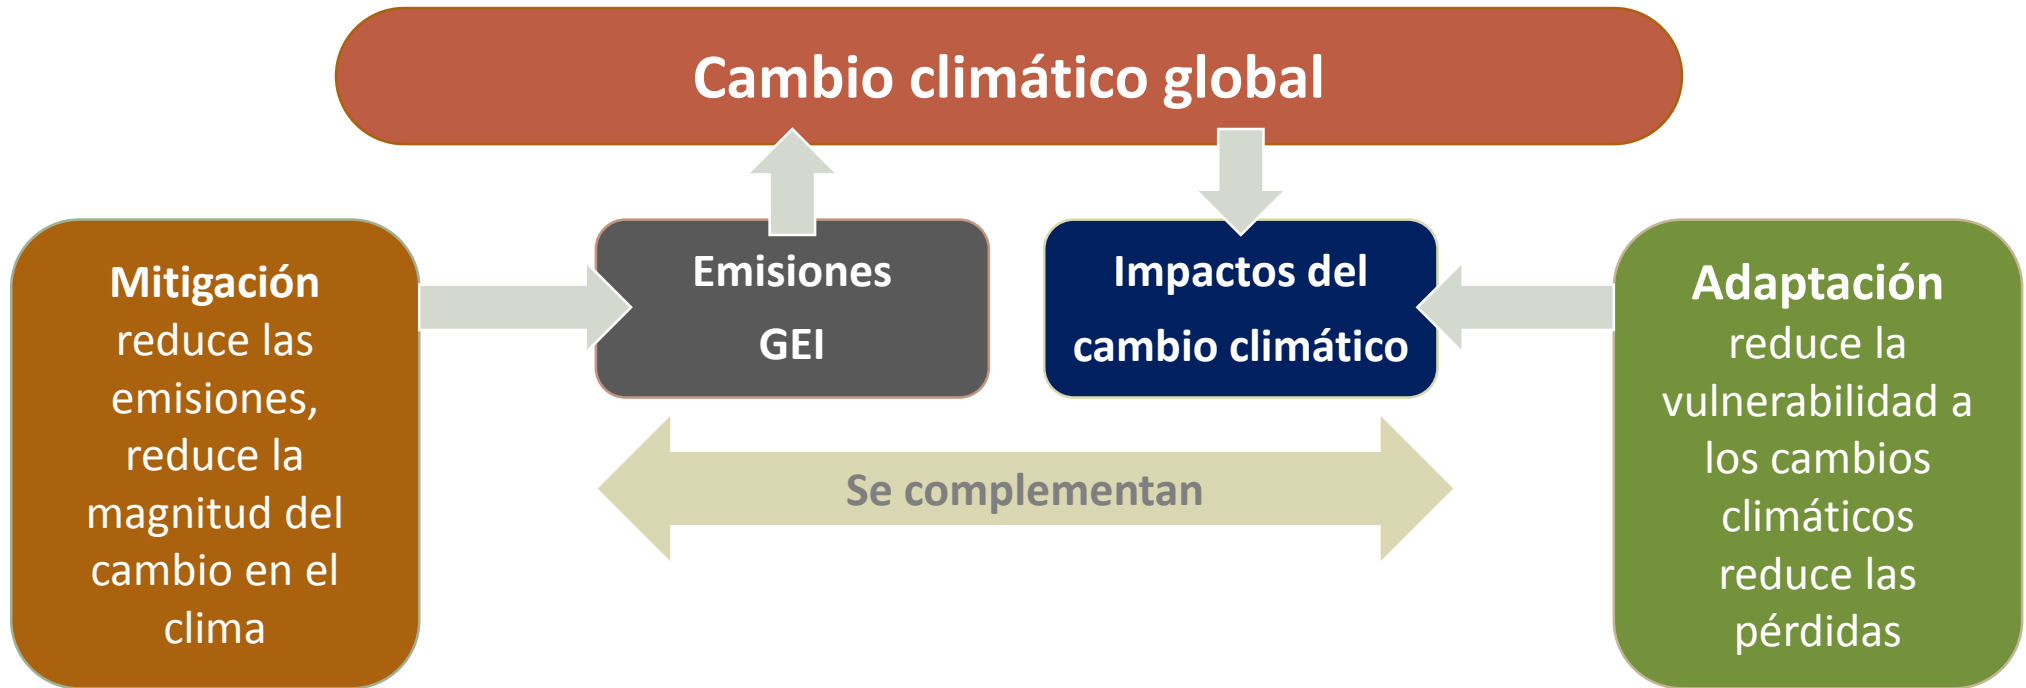 Cambio climático global
Mitigación
reduce las
emisiones,
reduce la
magnitud del
cambio en el
clima
Emisiones
GEI
Impactos del
cambio climático
Se complementan
Adaptación
reduce la
vulnerabilidad a
los cambios
climáticos
reduce las
pérdidas